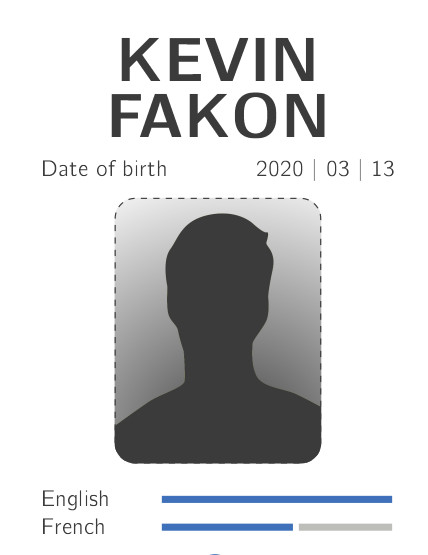 KEVIN
FAKON
Date of birth 2020 | 03 | 13
English
French